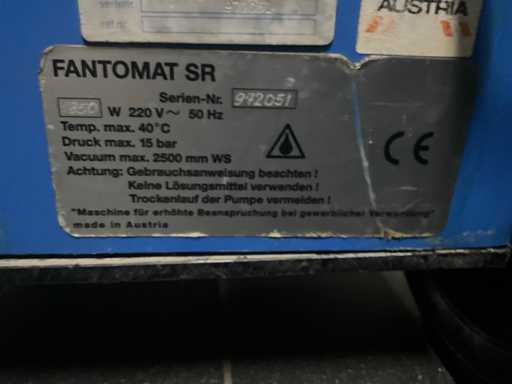 AUSTRIA
FANTOMAT SR
Serien-Nr. 972051
W 220 V~ 50 Hz
Temp. max. 40°C
Druck max. 15 bar
Vacuum max. 2500 mm WS
CE
Achtung: Gebrauchsanweisung beachten !
Keine Lösungsmittel verwenden !
Trockenlauf der Pumpe vermeiden !
"Maschine für erhöhte Beanspruchung bei gewerblicher Verwendung"
made in Austria